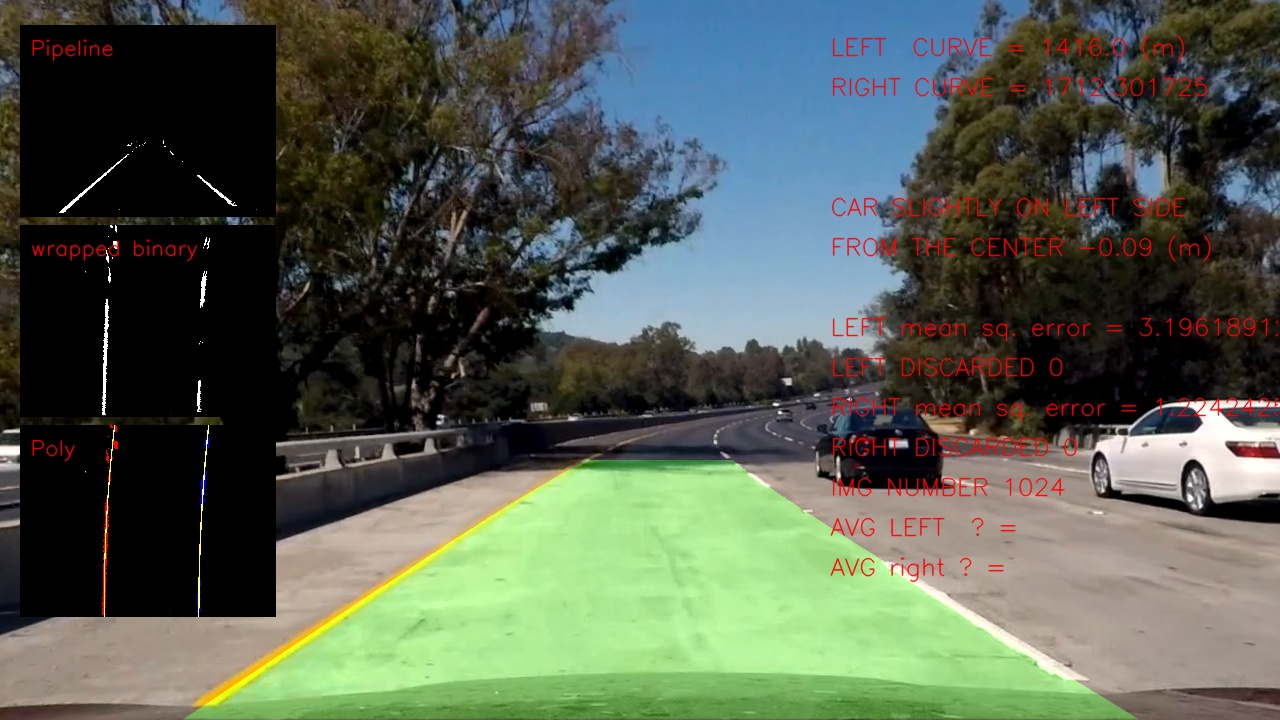 Pipeline
wrapped binary
Poly
LEFT CURVE = 1416.0 (m)
RIGHT CURVE = 1712.301725
CAR SLIGHTLY ON LEFT SIDE
FROM THE CENTER -0.09 (m)
LEFT mean sq. error = 3.1961891
LEFT DISCARDED 0
RIGHT mean sq. error = 1.224242
RIGHT DISCARDED 0
IMG NUMBER 1024
AVG LEFT ? =
AVG right ? =